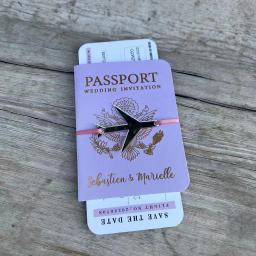 PASSPORT
WEDDING INVITATION
Sebastien & Marielle
SAVE THE DATE